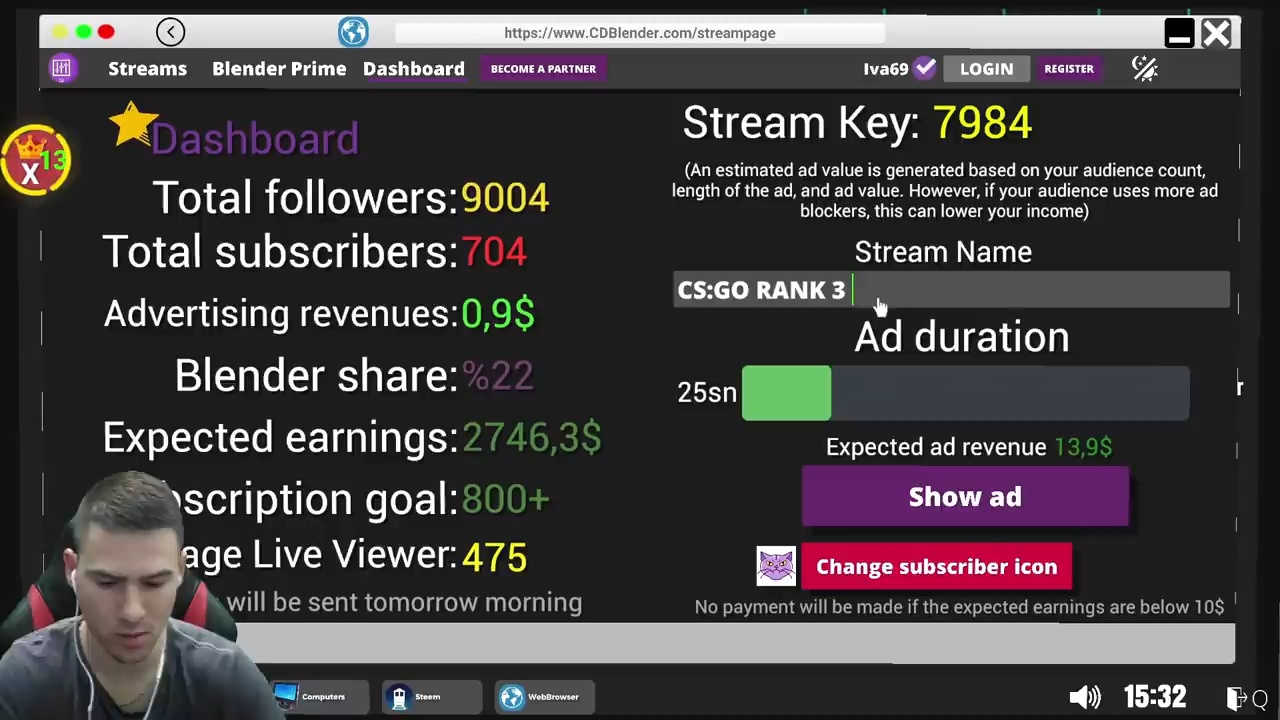 https://www.CDBlender.com/streampage
Streams Blender Prime Dashboard BECOME A PARTNER Iva69 LOGIN REGISTER
Dashboard
Total followers:9004
Total subscribers:704
Advertising revenues:0,9$
Blender share:%22
Expected earnings:2746,3$
bscription goal:800+
age Live Viewer:475
will be sent tomorrow morning
X 13
Stream Key: 7984
(An estimated ad value is generated based on your audience count,
length of the ad, and ad value. However, if your audience uses more ad
blockers, this can lower your income)
Stream Name
CS:GO RANK 3
Ad duration
25sn
Expected ad revenue 13,9$
Show ad
Change subscriber icon
No payment will be made if the expected earnings are below 10$
Computers Steem WebBrowser 15:32 Q